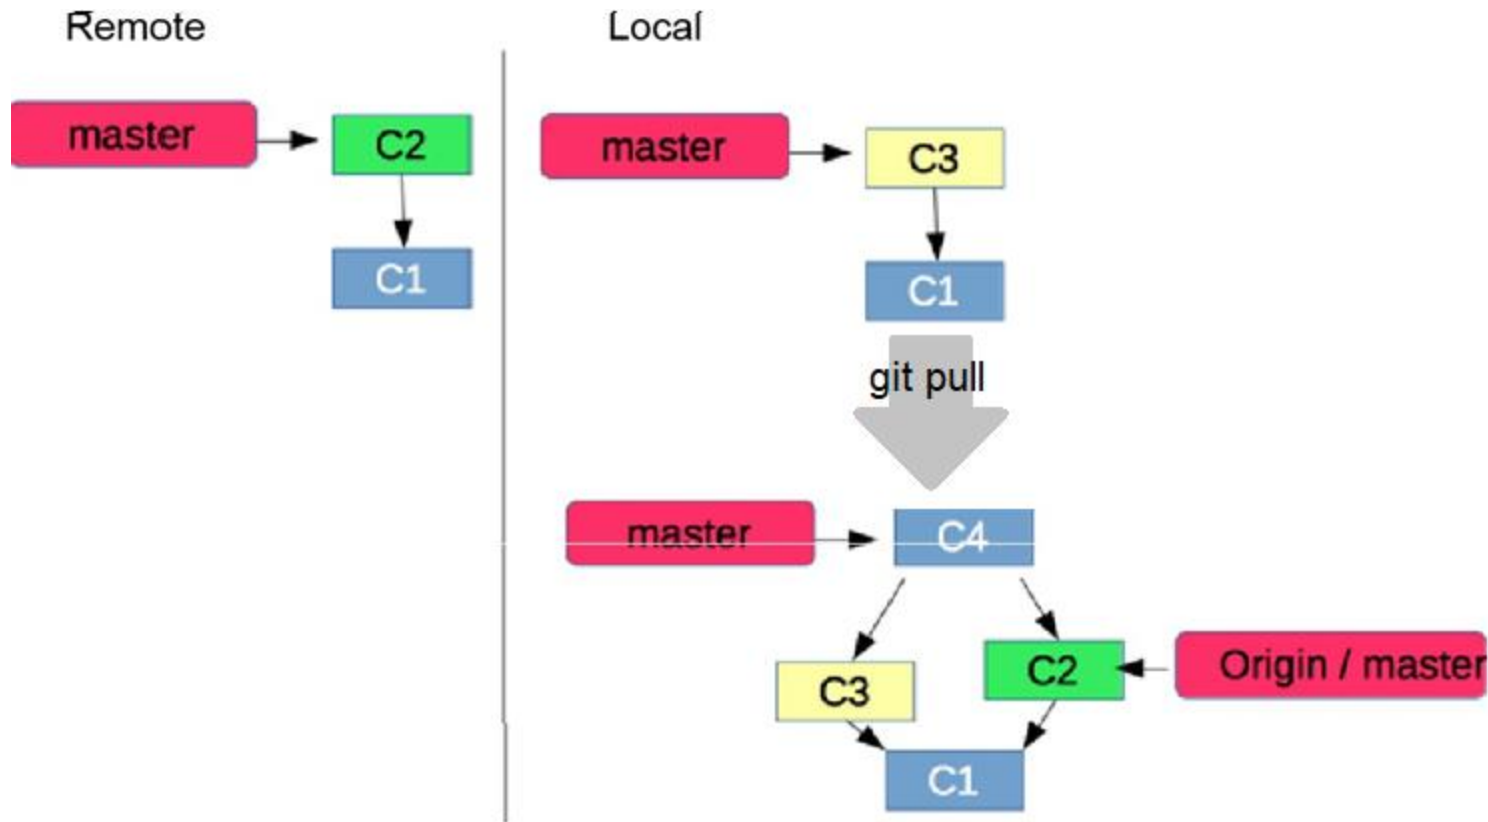 Remote
Local
master
C2
master
C3
C1
C1
git pull
master
C4
C3
C2
Origin / master
C1